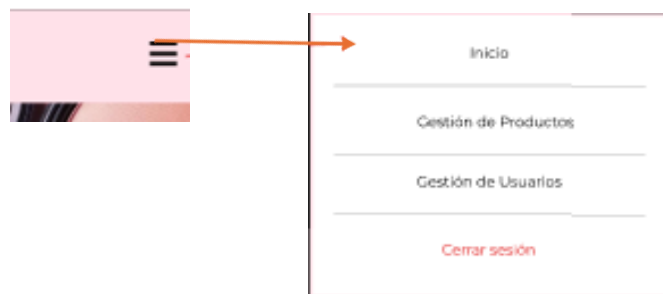 Inicio
Gestión de Productos
Gestión de Usuarios
Cerrar sesión